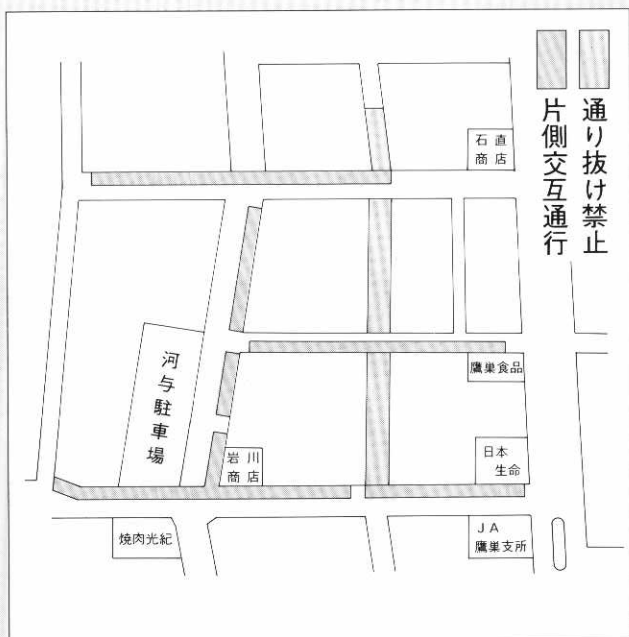 通り抜け禁止
片側交互通行
石直
商店
河与駐車場
鷹巣食品
岩川
商店
日本
生命
焼肉光紀
JA
鷹巣支所